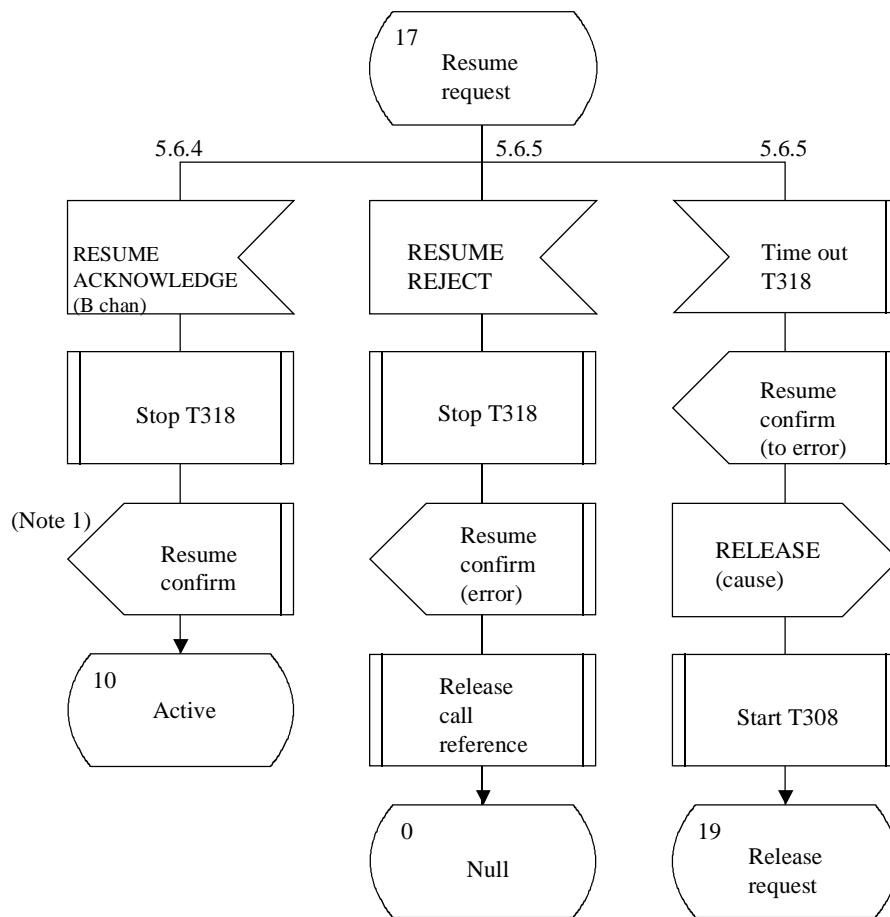 17
Resume
request
5.6.4
5.6.5
5.6.5
RESUME
ACKNOWLEDGE
(B chan)
RESUME
REJECT
Time out
T318
Stop T318
Stop T318
Resume
confirm
(to error)
(Note 1)
Resume
confirm
Resume
confirm
(error)
RELEASE
(cause)
10
Active
Release
call
reference
Start T308
0
Null
19
Release
request